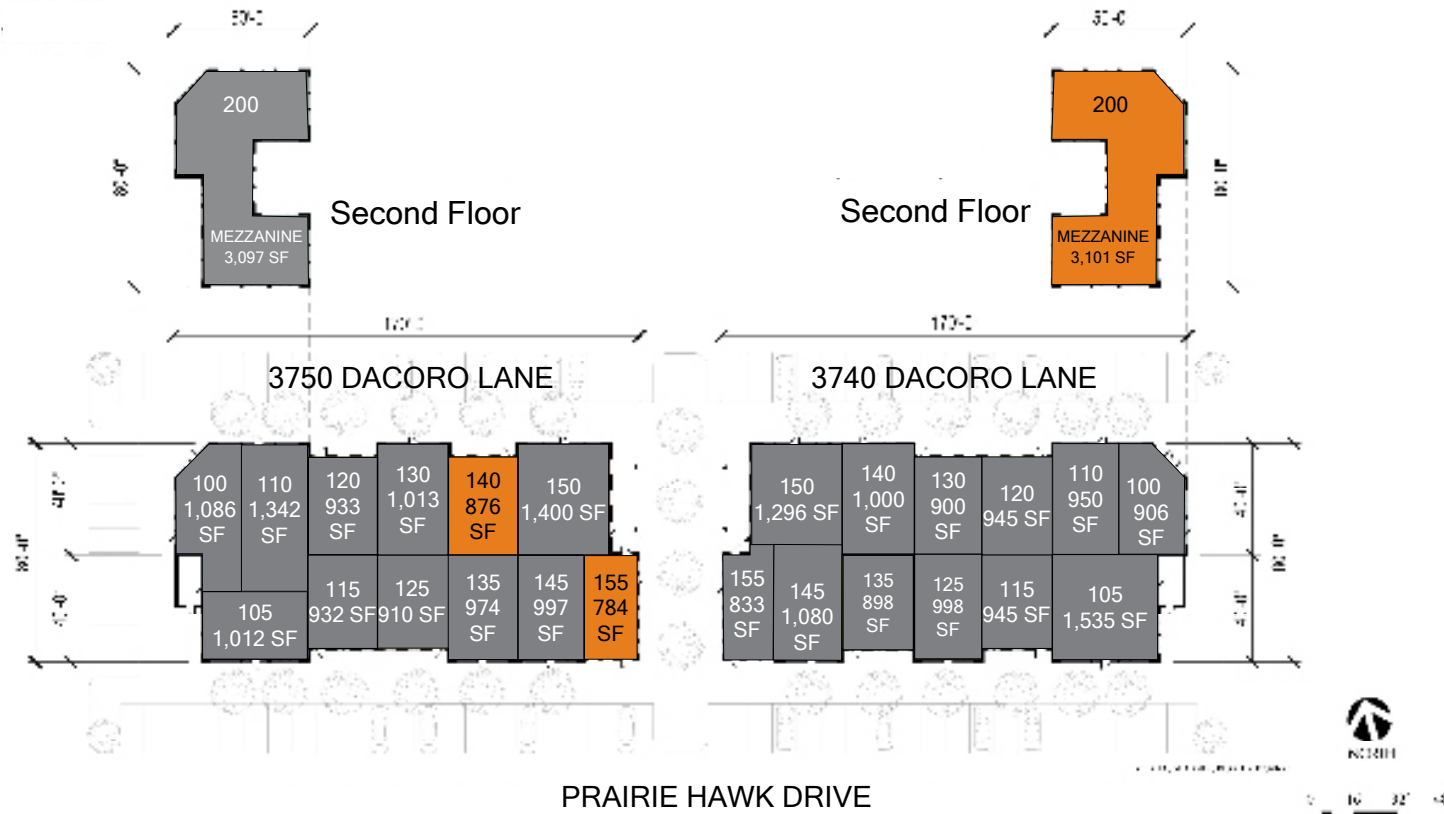 200
MEZZANINE
3,097 SF
Second Floor
200
MEZZANINE
3,101 SF
Second Floor
3750 DACORO LANE
3740 DACORO LANE
100
1,086
SF
110
1,342
SF
120
933
SF
130
1,013
SF
140
876
SF
150
1,400 SF
105
1,012 SF
115
932 SF
125
910 SF
135
974
SF
145
997
SF
155
784
SF
150
1,296 SF
140
1,000
SF
130
900
SF
120
945 SF
110
950
SF
100
906
SF
155
833
SF
145
1,080
SF
135
898
SF
125
998
SF
115
945 SF
105
1,535 SF
NORTH
PRAIRIE HAWK DRIVE